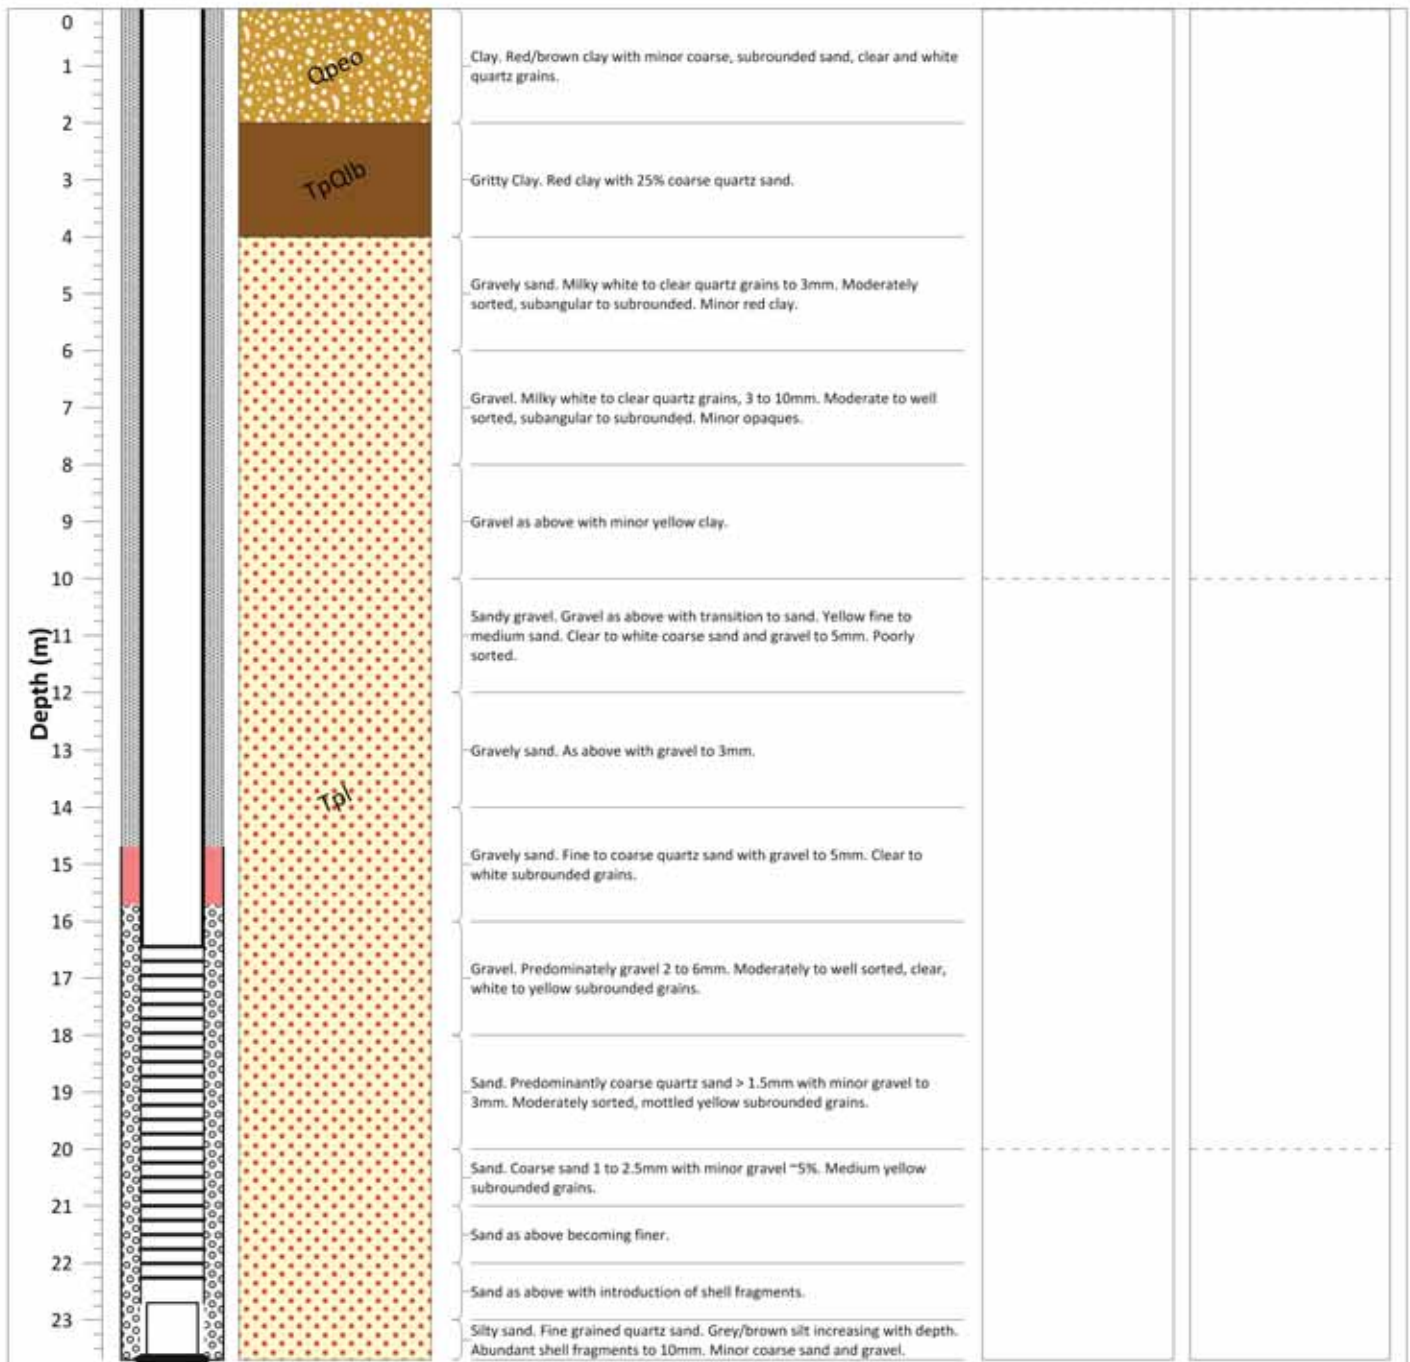 0
Clay. Red/brown clay with minor coarse, subrounded sand, clear and white
quartz grains.
Qpeo
1
2
Gritty Clay. Red clay with 25% coarse quartz sand.
TpQlb
3
4
Gravely sand. Milky white to clear quartz grains to 3mm. Moderately
sorted, subangular to subrounded. Minor red clay.
5
6
Gravel. Milky white to clear quartz grains, 3 to 10mm. Moderate to well
sorted, subangular to subrounded. Minor opaques.
7
8
Gravel as above with minor yellow clay.
9
10
Sandy gravel. Gravel as above with transition to sand. Yellow fine to
medium sand. Clear to white coarse sand and gravel to 5mm. Poorly
sorted.
11
Depth (m)
12
Gravely sand. As above with gravel to 3mm.
13
Tpl
14
Gravely sand. Fine to coarse quartz sand with gravel to 5mm. Clear to
white subrounded grains.
15
16
Gravel. Predominately gravel 2 to 6mm. Moderately to well sorted, clear,
white to yellow subrounded grains.
17
18
Sand. Predominantly coarse quartz sand > 1.5mm with minor gravel to
3mm. Moderately sorted, mottled yellow subrounded grains.
19
20
Sand. Coarse sand 1 to 2.5mm with minor gravel ~5%. Medium yellow
subrounded grains.
21
Sand as above becoming finer.
22
Sand as above with introduction of shell fragments.
23
Silty sand. Fine grained quartz sand. Grey/brown silt increasing with depth.
Abundant shell fragments to 10mm. Minor coarse sand and gravel.